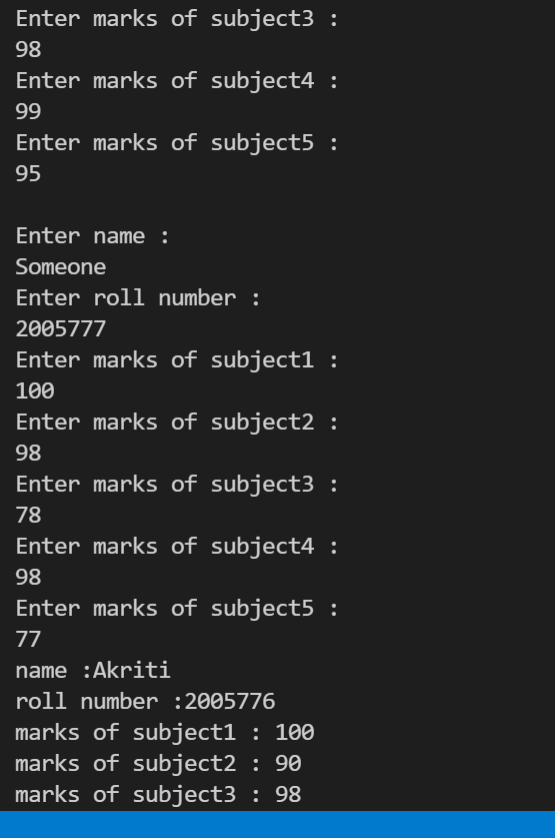 Enter marks of subject3 :
98
Enter marks of subject4 :
99
Enter marks of subject5 :
95
Enter name :
Someone
Enter roll number :
2005777
Enter marks of subject1 :
100
Enter marks of subject2 :
98
Enter marks of subject3 :
78
Enter marks of subject4 :
98
Enter marks of subject5 :
77
name :Akriti
roll number :2005776
marks of subject1 : 100
marks of subject2 : 90
marks of subject3 : 98